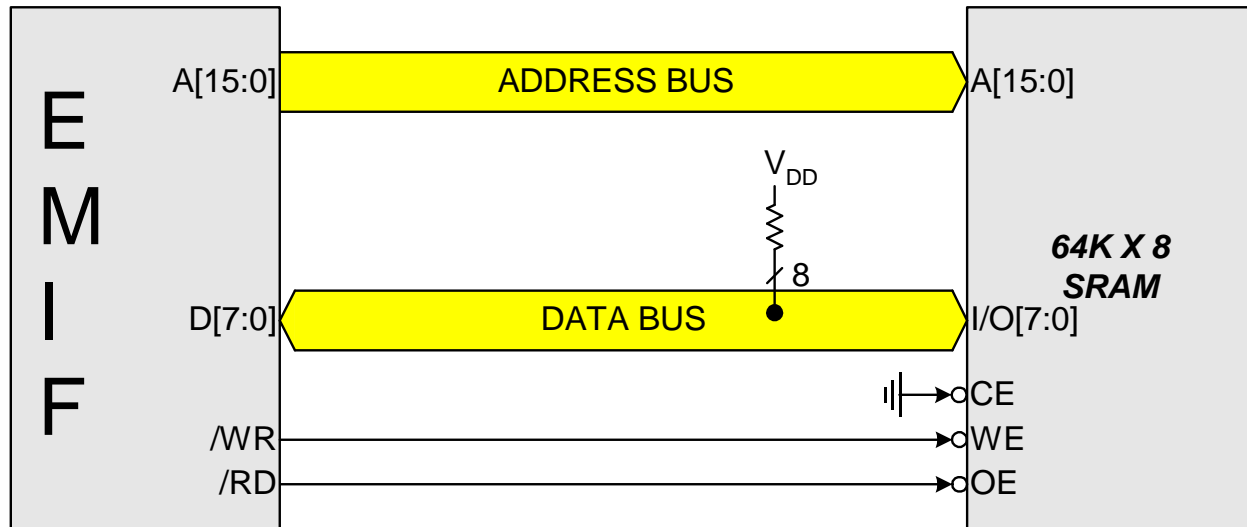 EMIF
A[15:0]
ADDRESS BUS
A[15:0]
VDD
8
64K X 8
SRAM
D[7:0]
DATA BUS
I/O[7:0]
CE
/WR
WE
/RD
OE